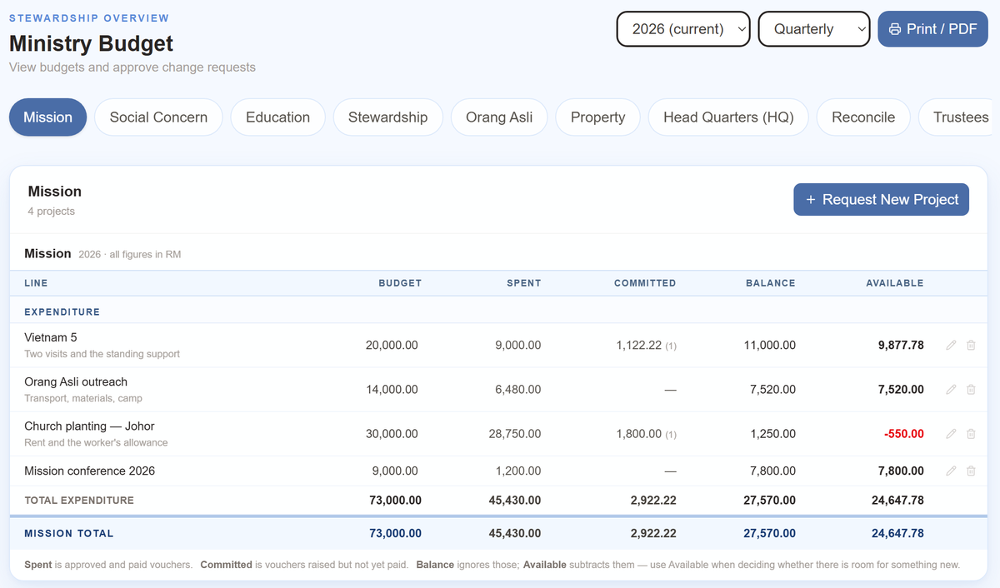 STEWARDSHIP OVERVIEW
Ministry Budget
View budgets and approve change requests
2026 (current) Quarterly Print / PDF
Mission Social Concern Education Stewardship Orang Asli Property Head Quarters (HQ) Reconcile Trustees
Mission
4 projects
+ Request New Project
Mission 2026 · all figures in RM
LINE BUDGET SPENT COMMITTED BALANCE AVAILABLE
EXPENDITURE
Vietnam 5 20,000.00 9,000.00 1,122.22 (1) 11,000.00 9,877.78
Two visits and the standing support
Orang Asli outreach 14,000.00 6,480.00 — 7,520.00 7,520.00
Transport, materials, camp
Church planting — Johor 30,000.00 28,750.00 1,800.00 (1) 1,250.00 -550.00
Rent and the worker's allowance
Mission conference 2026 9,000.00 1,200.00 — 7,800.00 7,800.00
TOTAL EXPENDITURE 73,000.00 45,430.00 2,922.22 27,570.00 24,647.78
MISSION TOTAL 73,000.00 45,430.00 2,922.22 27,570.00 24,647.78
Spent is approved and paid vouchers. Committed is vouchers raised but not yet paid. Balance ignores those; Available subtracts them — use Available when deciding whether there is room for something new.